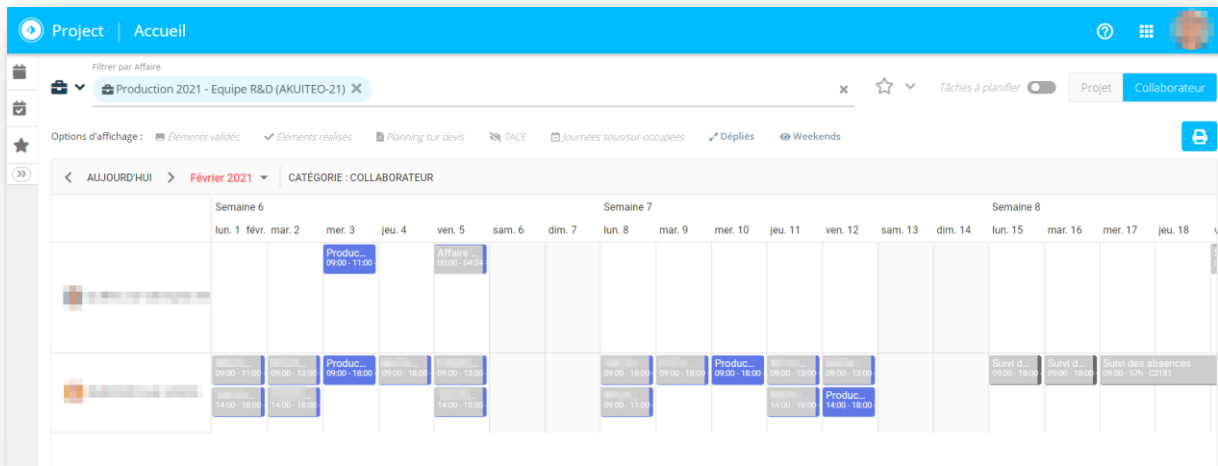 Project | Accueil
Filtrer par Affaire
Production 2021 - Equipe R&D (AKUITEO-21)
Tâches à planifier
Projet
Collaborateur
Options d'affichage :
Éléments validés
Éléments réalisés
Planning sur devis
TACE
Journées sous/sur-occupées
Dépliés
Weekends
AUJOURD'HUI
Février 2021
CATÉGORIE : COLLABORATEUR
Semaine 6
Semaine 7
Semaine 8
lun. 1 févr.
mar. 2
mer. 3
jeu. 4
ven. 5
sam. 6
dim. 7
lun. 8
mar. 9
mer. 10
jeu. 11
ven. 12
sam. 13
dim. 14
lun. 15
mar. 16
mer. 17
jeu. 18
Produc...
09:00 - 11:00
Affaire ...
00:00 - 04:24
09:00 - 11:00
09:00 - 13:00
Produc...
09:00 - 18:00
09:00 - 18:00
09:00 - 13:00
09:00 - 18:00
09:00 - 18:00
Produc...
09:00 - 18:00
09:00 - 13:00
09:00 - 13:00
Suivi d...
09:00 - 18:00
Suivi d...
09:00 - 18:00
Suivi des absences
09:00 - 57h - C2181
14:00 - 18:00
14:00 - 18:00
14:00 - 18:00
09:00 - 11:00
14:00 - 18:00
Produc...
14:00 - 18:00